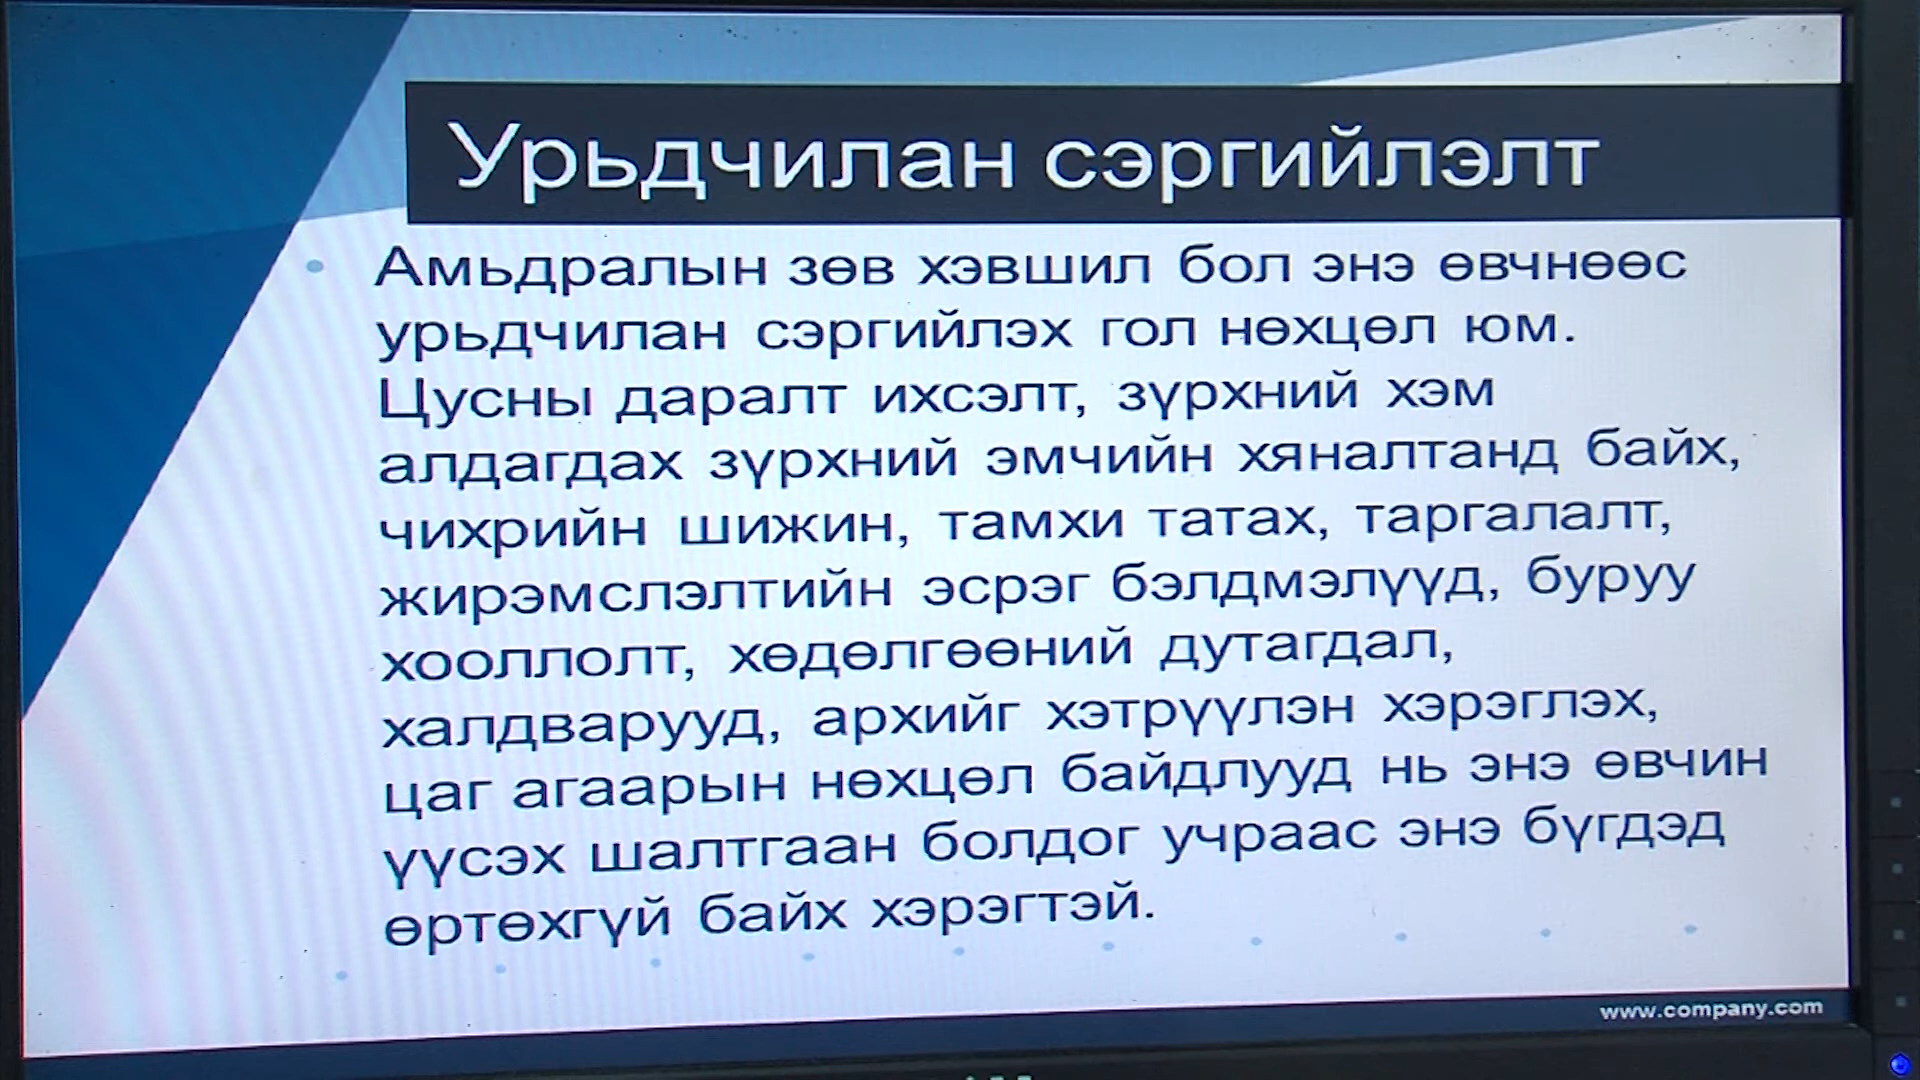 Урьдчилан сэргийлэлт
Амьдралын зөв хэвшил бол энэ өвчнөөс
урьдчилан сэргийлэх гол нөхцөл юм.
Цусны даралт ихсэлт, зүрхний хэм
алдагдах зүрхний эмчийн хяналтанд байх,
чихрийн шижин, тамхи татах, таргалалт,
жирэмслэлтийн эсрэг бэлдмэлүүд, буруу
хооллолт, хөдөлгөөний дутагдал,
халдварууд, архийг хэтрүүлэн хэрэглэх,
цаг агаарын нөхцөл байдлууд нь энэ өвчин
үүсэх шалтгаан болдог учраас энэ бүгдэд
өртөхгүй байх хэрэгтэй.
www.company.com